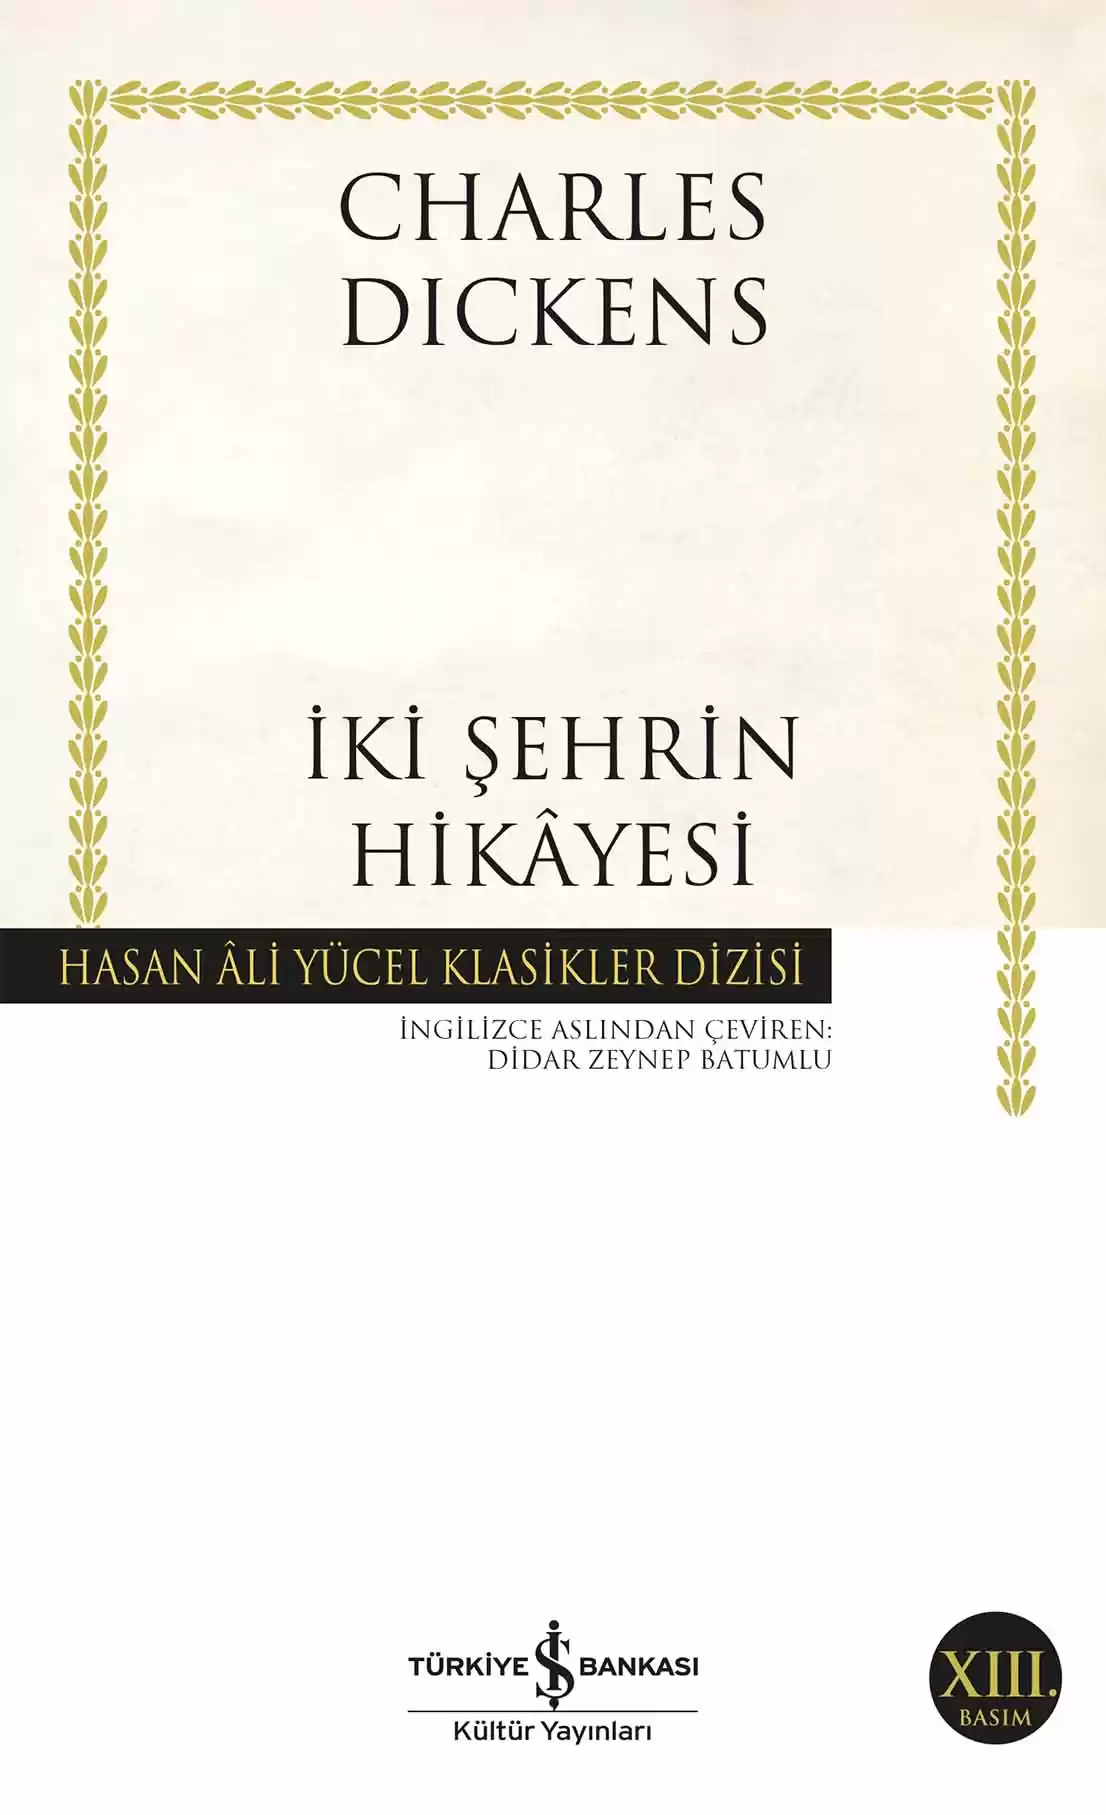 CHARLES
DICKENS
İKİ ŞEHRİN
HİKÂYESİ
HASAN ÂLİ YÜCEL KLASİKLER DİZİSİ
İNGİLİZCE ASLINDAN ÇEVİREN:
DİDAR ZEYNEP BATUMLU
TÜRKİYE İŞ BANKASI
Kültür Yayınları
XIII.
BASIM